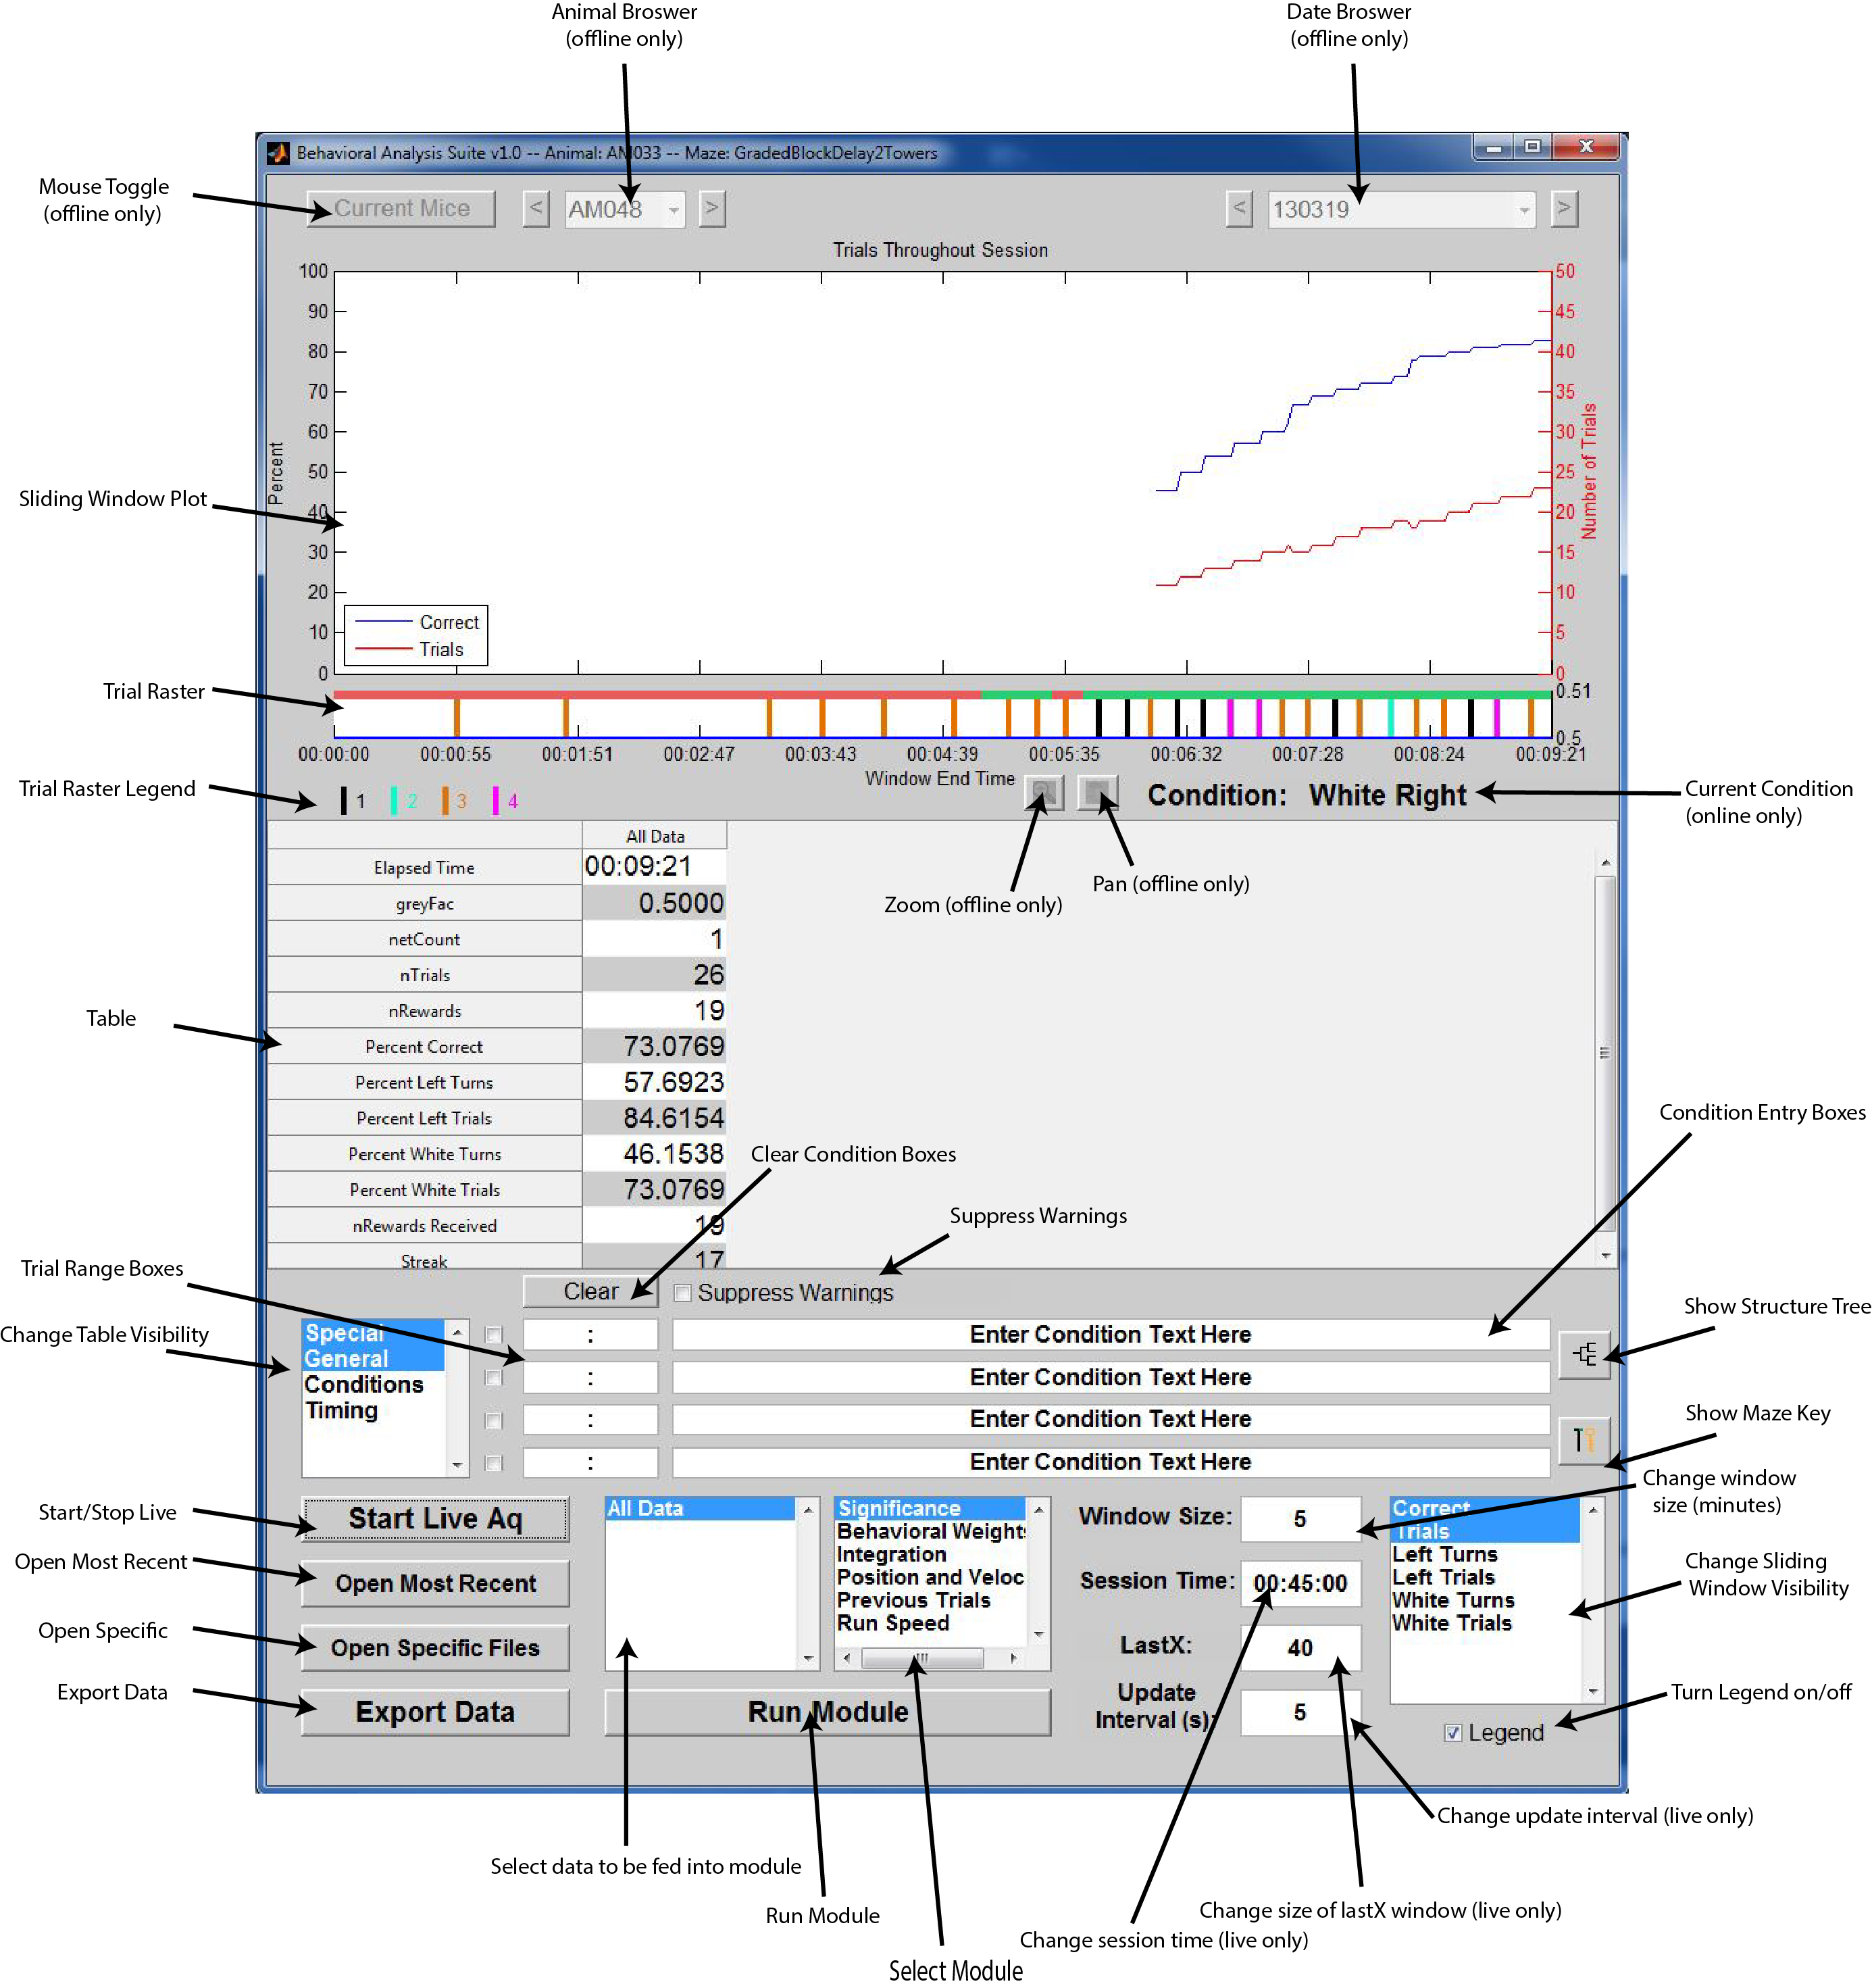 Animal Broswer
(offline only)
Date Broswer
(offline only)
Behavioral Analysis Suite v1.0 -- Animal: AM033 -- Maze: GradedBlockDelay2Towers
Mouse Toggle
(offline only)
Current Mice
<
AM048
>
<
130319
>
Trials Throughout Session
100
90
80
70
60
50
40
30
20
10
0
Percent
50
45
40
35
30
25
20
15
10
5
0
Number of Trials
Sliding Window Plot
Correct
Trials
Trial Raster
0.51
0.5
00:00:00
00:00:55
00:01:51
00:02:47
00:03:43
00:04:39
00:05:35
00:06:32
00:07:28
00:08:24
00:09:21
Window End Time
Trial Raster Legend
1
2
3
4
Condition: White Right
Current Condition
(online only)
Zoom (offline only)
Pan (offline only)
All Data
Elapsed Time 00:09:21
greyFac 0.5000
netCount 1
nTrials 26
nRewards 19
Table
Percent Correct 73.0769
Percent Left Turns 57.6923
Percent Left Trials 84.6154
Percent White Turns 46.1538
Percent White Trials 73.0769
nRewards Received 19
Streak 17
Clear Condition Boxes
Suppress Warnings
Condition Entry Boxes
Trial Range Boxes
Change Table Visibility
Clear
Suppress Warnings
Special
General
Conditions
Timing
: Enter Condition Text Here
: Enter Condition Text Here
: Enter Condition Text Here
: Enter Condition Text Here
Show Structure Tree
Show Maze Key
Change window
size (minutes)
Start/Stop Live
Start Live Aq
Open Most Recent
Open Most Recent
Open Specific
Open Specific Files
Export Data
Export Data
All Data
Significance
Behavioral Weight
Integration
Position and Veloc
Previous Trials
Run Speed
Run Module
Window Size: 5
Session Time: 00:45:00
LastX: 40
Update
Interval (s): 5
Correct
Trials
Left Turns
Left Trials
White Turns
White Trials
Change Sliding
Window Visibility
Turn Legend on/off
Legend
Change update interval (live only)
Select data to be fed into module
Run Module
Change size of lastX window (live only)
Change session time (live only)
Select Module